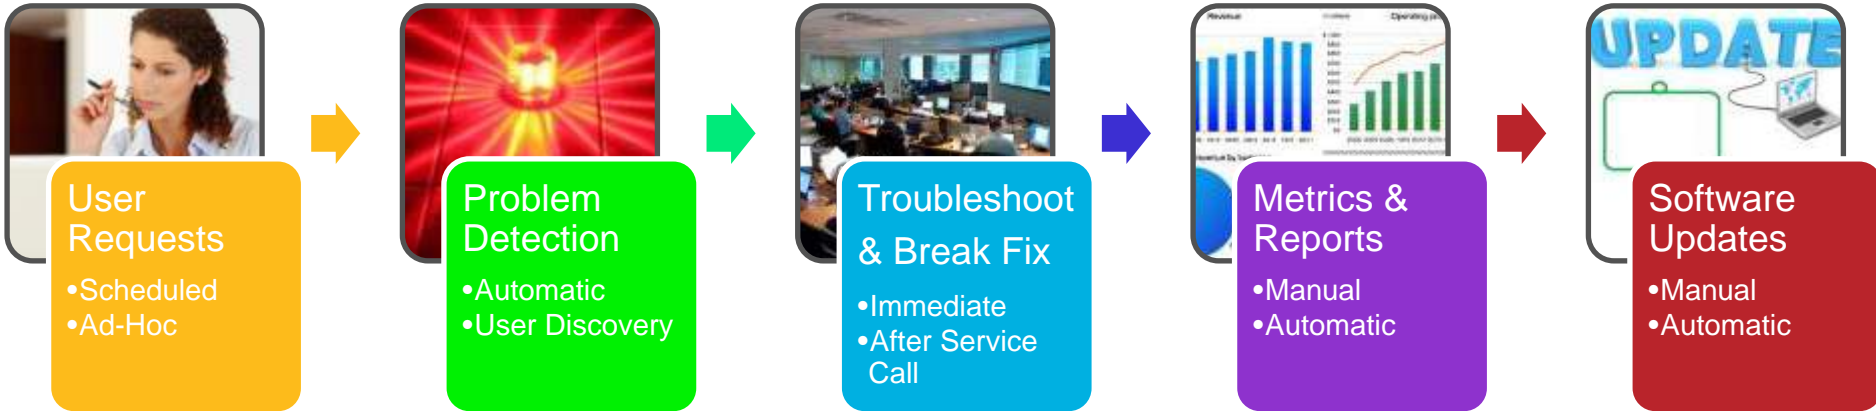 User
Requests
•Scheduled
•Ad-Hoc
Problem
Detection
•Automatic
•User Discovery
Troubleshoot
& Break Fix
•Immediate
•After Service
Call
Revenue
Metrics &
Reports
•Manual
•Automatic
UPDATE
Software
Updates
•Manual
•Automatic